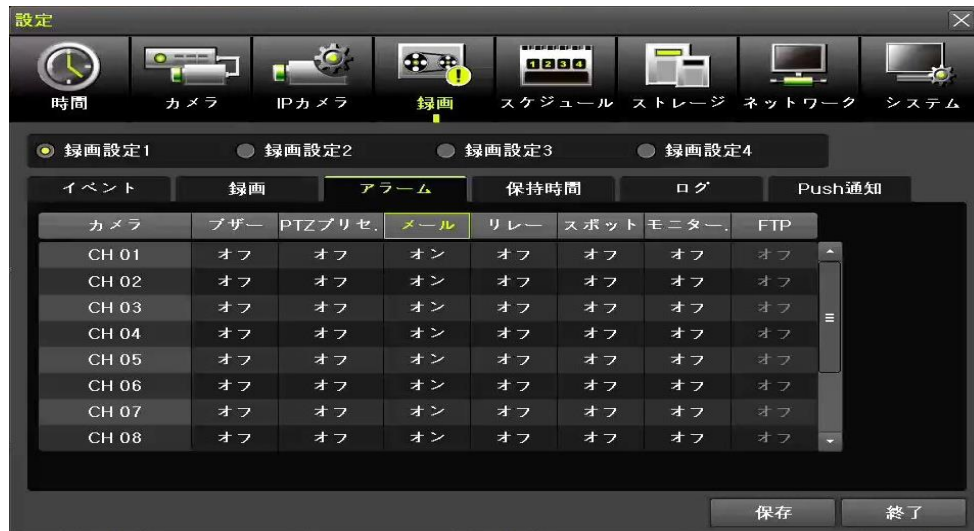 設定
時間 カメラ IPカメラ 録画 スケジュール ストレージ ネットワーク システム
録画設定1 録画設定2 録画設定3 録画設定4
イベント 録画 アラーム 保持時間 ログ Push通知
カメラ ブザー PTZプリセ. メール リレー スポット モニター. FTP
CH 01 オフ オフ オン オフ オフ オフ オフ
CH 02 オフ オフ オン オフ オフ オフ オフ
CH 03 オフ オフ オン オフ オフ オフ オフ
CH 04 オフ オフ オン オフ オフ オフ オフ
CH 05 オフ オフ オン オフ オフ オフ オフ
CH 06 オフ オフ オン オフ オフ オフ オフ
CH 07 オフ オフ オン オフ オフ オフ オフ
CH 08 オフ オフ オン オフ オフ オフ オフ
保存 終了